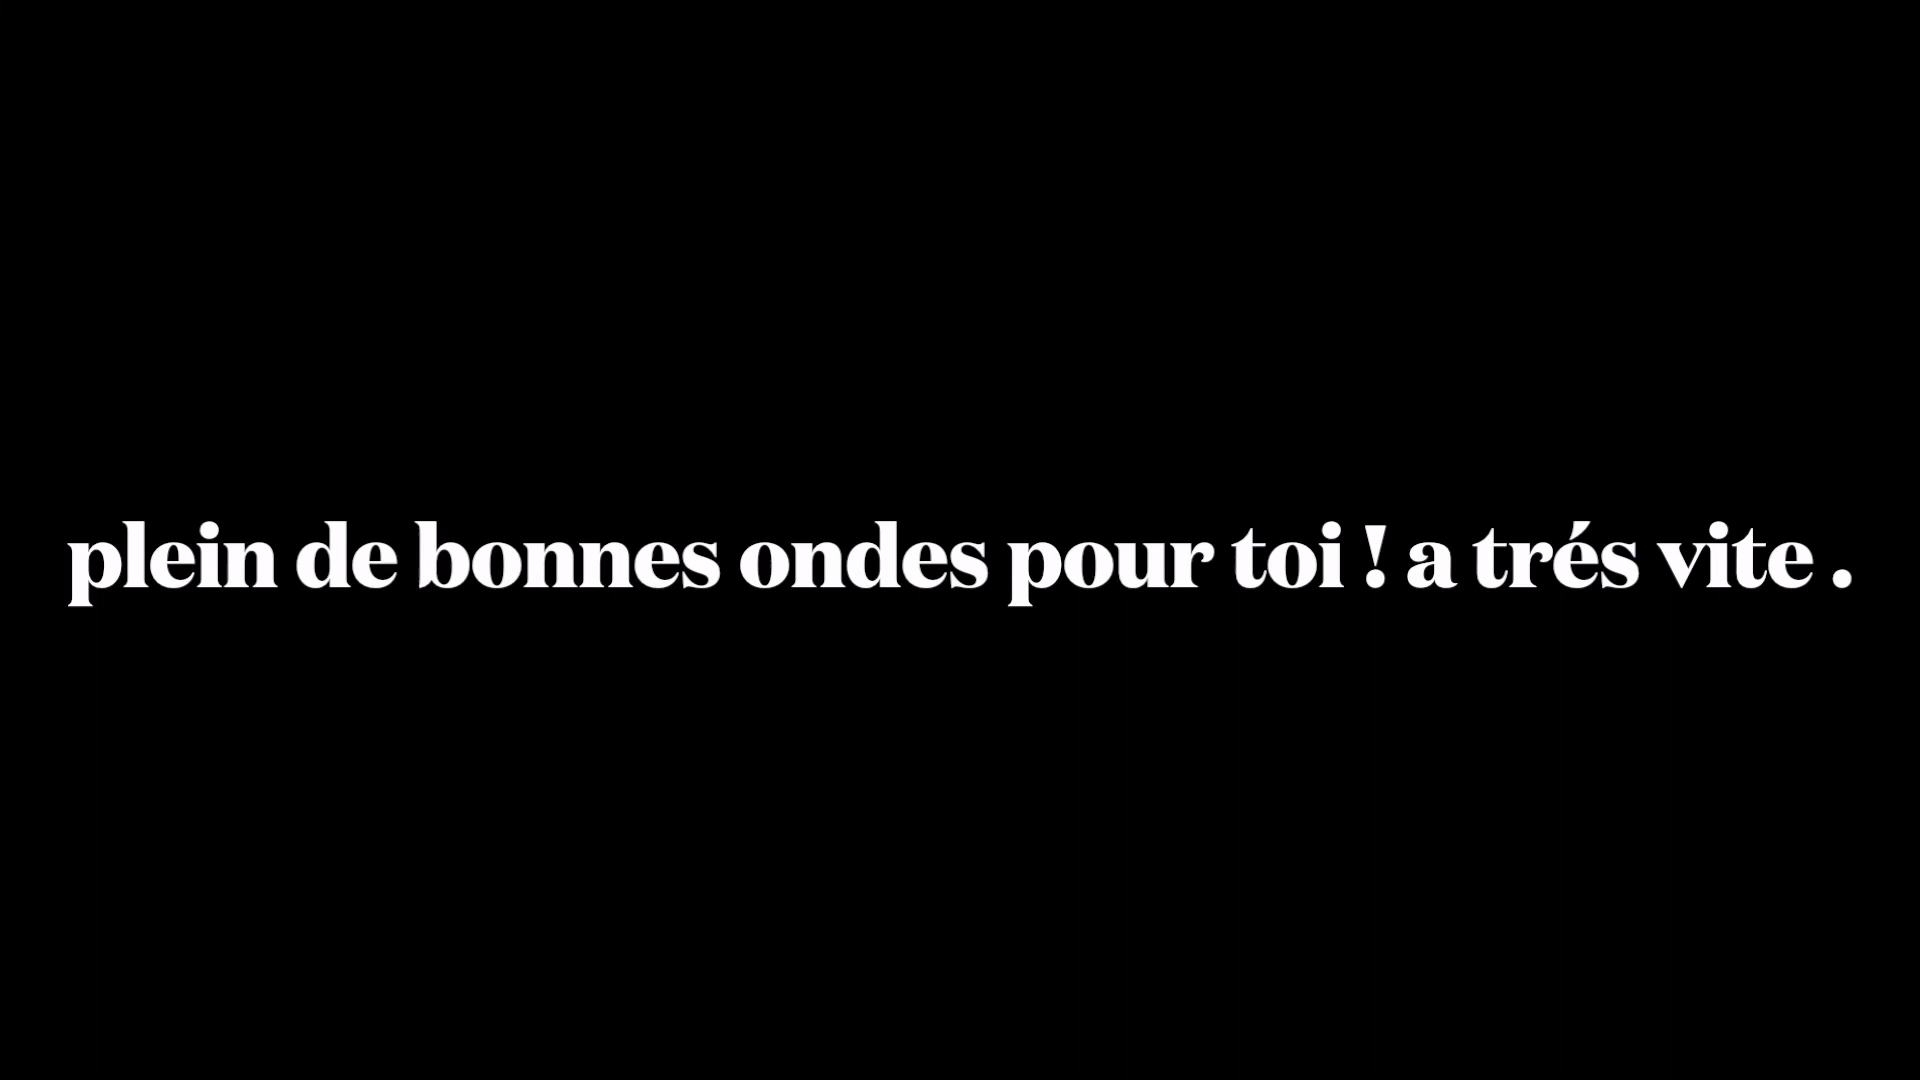 plein de bonnes ondes pour toi ! a trés vite .